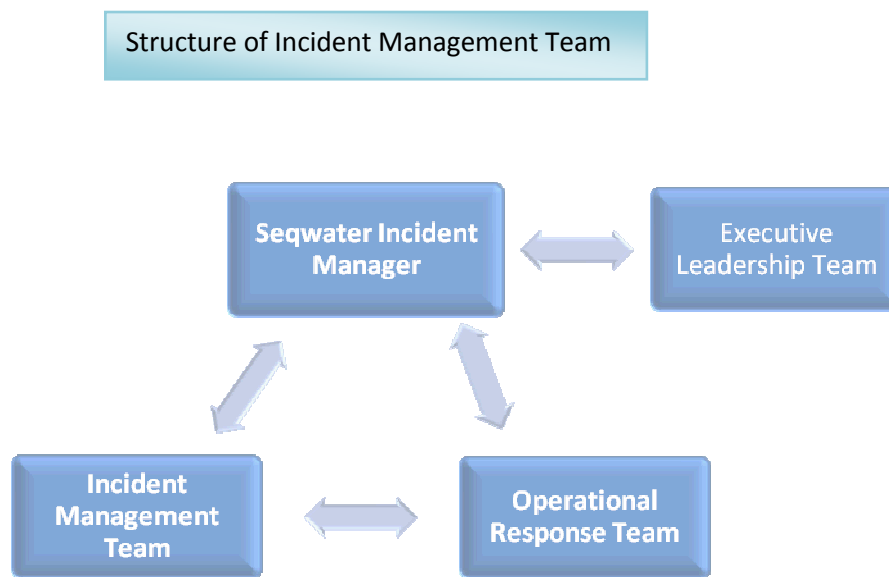 Structure of Incident Management Team
Seqwater Incident
Manager
Executive
Leadership Team
Incident
Management
Team
Operational
Response Team